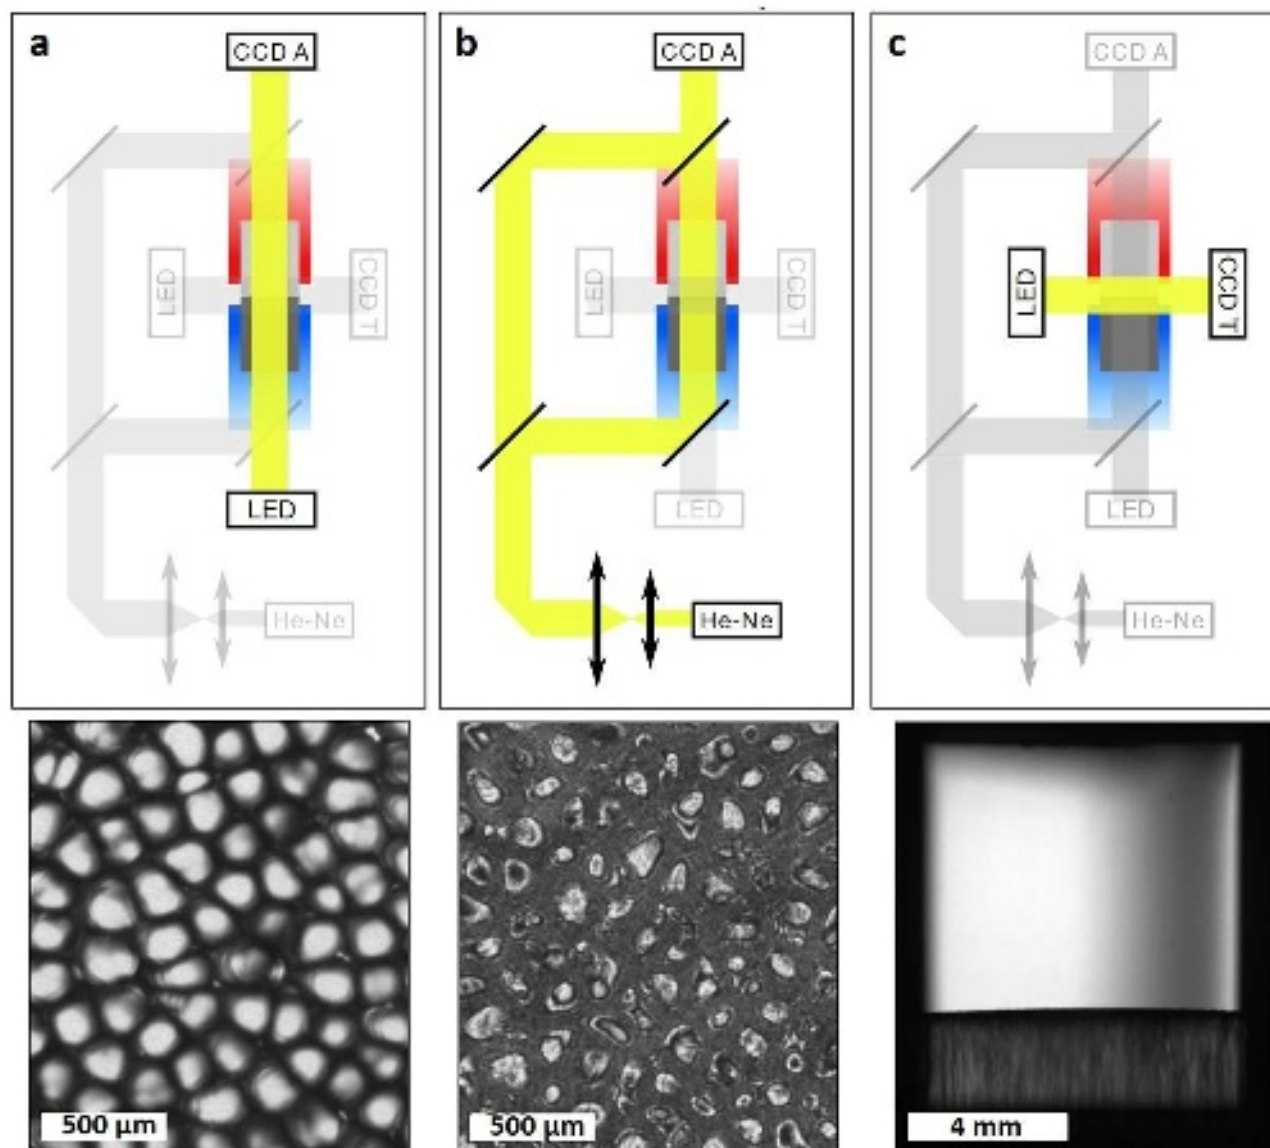 a
CCD A
LED
CCD T
LED
He-Ne
b
CCD A
LED
CCD T
LED
He-Ne
c
CCD A
LED
CCD T
LED
He-Ne
500 µm
500 µm
4 mm